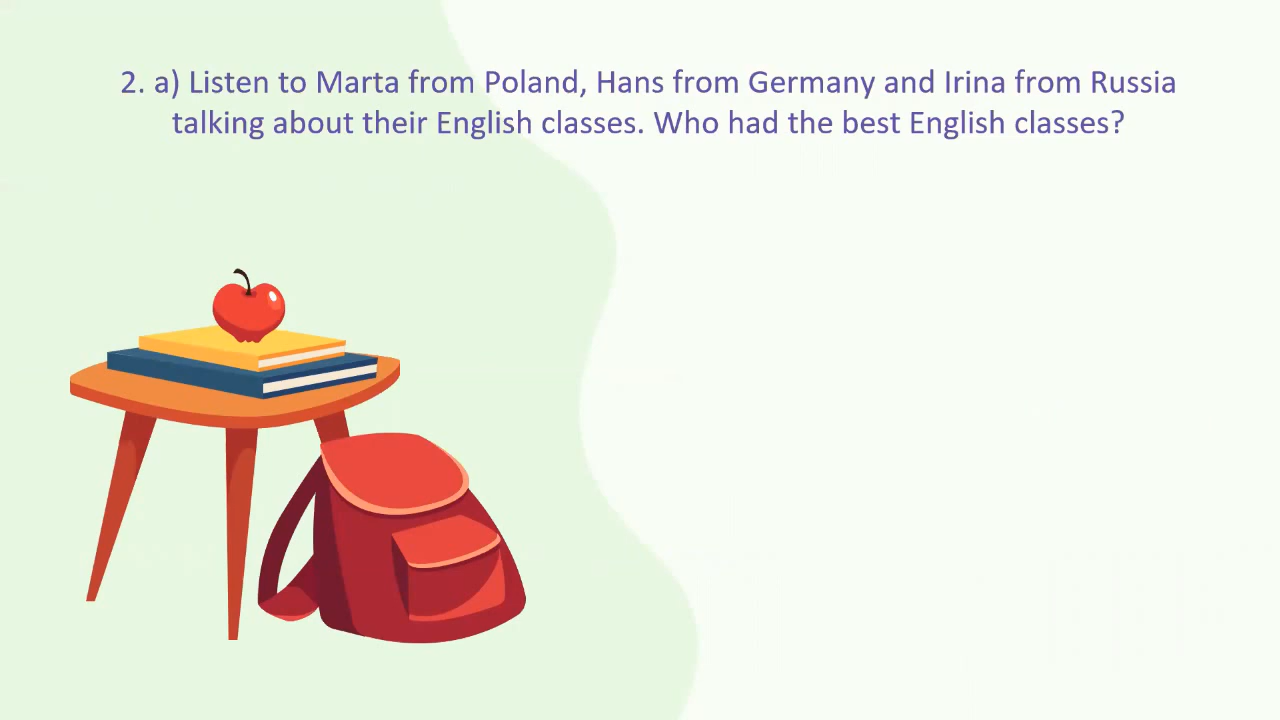 2. a) Listen to Marta from Poland, Hans from Germany and Irina from Russia
talking about their English classes. Who had the best English classes?